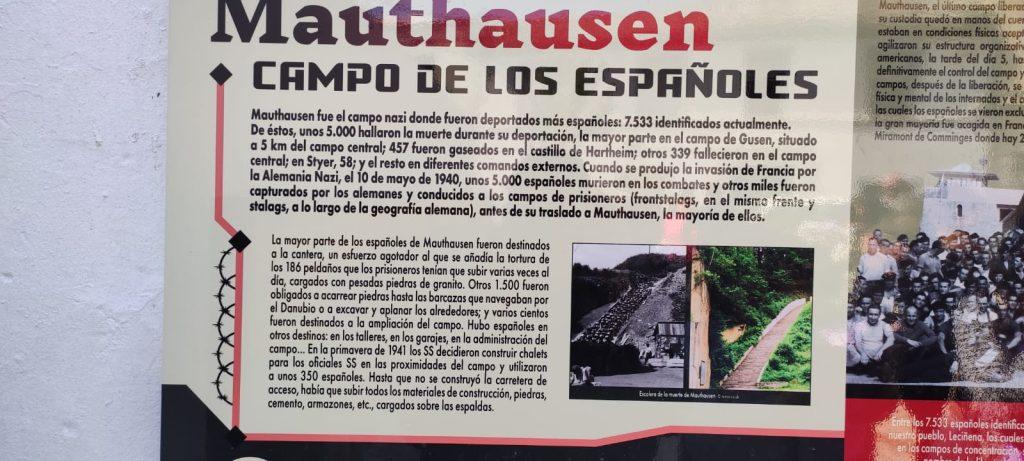 Mauthausen
CAMPO DE LOS ESPAÑOLES
Mauthausen fue el campo nazi donde fueron deportados más españoles: 7.533 identificados actualmente.
De éstos, unos 5.000 hallaron la muerte durante su deportación, la mayor parte en el campo de Gusen, situado
a 5 km del campo central; 457 fueron gaseados en el castillo de Hartheim; otros 339 fallecieron en el campo
central; en Styer, 58; y el resto en diferentes comandos externos. Cuando se produjo la invasión de Francia por
la Alemania Nazi, el 10 de mayo de 1940, unos 5.000 españoles murieron en los combates y otros miles fueron
capturados por los alemanes y conducidos a los campos de prisioneros (frontstalags, en el mismo frente y
stalags, a lo largo de la geografía alemana), antes de su traslado a Mauthausen, la mayoría de ellos.
La mayor parte de los españoles de Mauthausen fueron destinados
a la cantera, un esfuerzo agotador al que se añadía la tortura de
los 186 peldaños que los prisioneros tenían que subir varias veces al
día, cargados con pesadas piedras de granito. Otros 1.500 fueron
obligados a acarrear piedras hasta las barcazas que navegaban por
el Danubio o a excavar y aplanar los alrededores; y varios cientos
fueron destinados a la ampliación del campo. Hubo españoles en
otros destinos: en los talleres, en los garajes, en la administración del
campo... En la primavera de 1941 los SS decidieron construir chalets
para los oficiales SS en las proximidades del campo y utilizaron
a unos 350 españoles. Hasta que no se construyó la carretera de
acceso, había que subir todos los materiales de construcción, piedras,
cemento, armazones, etc., cargados sobre las espaldas.
Escalera de la muerte de Mauthausen
Mauthausen, el último campo libera
su custodia quedó en manos del cue
estaban en condiciones físicas acept
agilizaron su estructura organizativ
americanos, la tarde del día 5, ha
definitivamente el control del campo y
campos, después de la liberación, se
física y mental de los internados y el
las cuales los españoles se vieron exclu
la gran mayoría fue acogida en Fran
Miramont de Comminges donde hay 2
Entre los 7.533 españoles identifica
nuestro pueblo, Leciñena, los cuales
en los campos de concentración